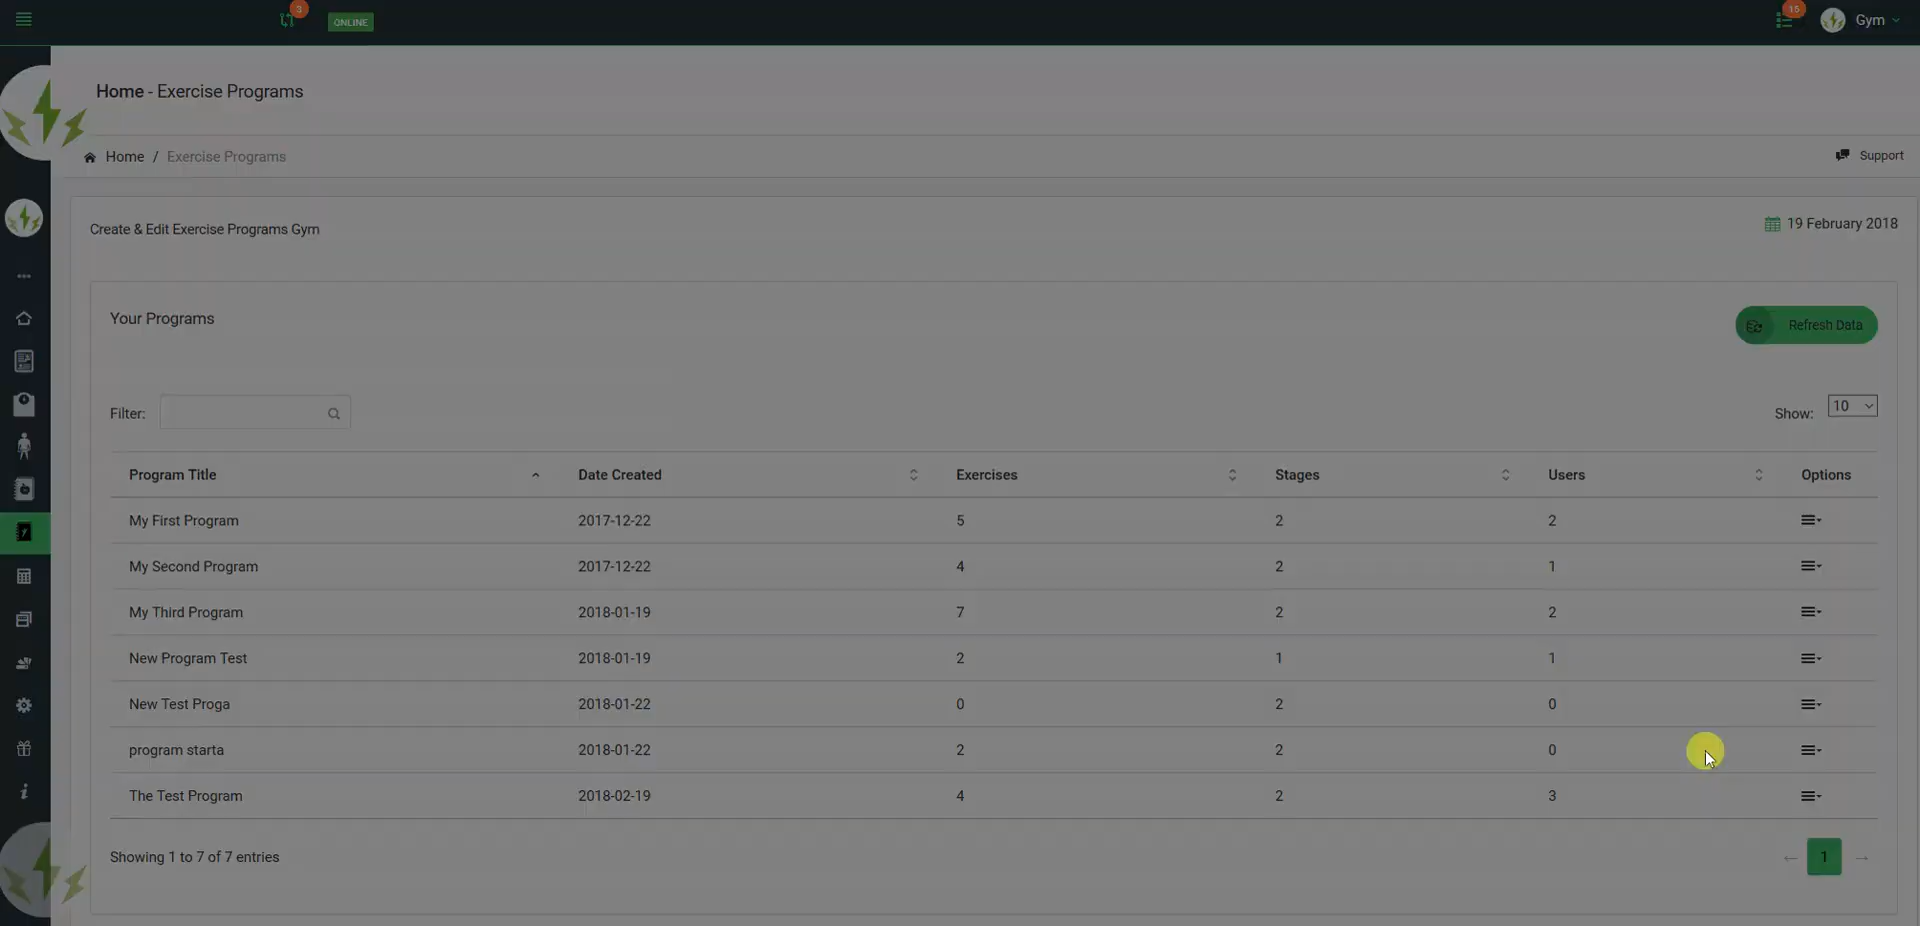 3
ONLINE
15
Gym
Home - Exercise Programs
Home / Exercise Programs
Support
Create & Edit Exercise Programs Gym
19 February 2018
Your Programs
Refresh Data
Filter:
Show: 10
Program Title Date Created Exercises Stages Users Options
My First Program 2017-12-22 5 2 2
My Second Program 2017-12-22 4 2 1
My Third Program 2018-01-19 7 2 2
New Program Test 2018-01-19 2 1 1
New Test Proga 2018-01-22 0 2 0
program starta 2018-01-22 2 2 0
The Test Program 2018-02-19 4 2 3
Showing 1 to 7 of 7 entries
← 1 →